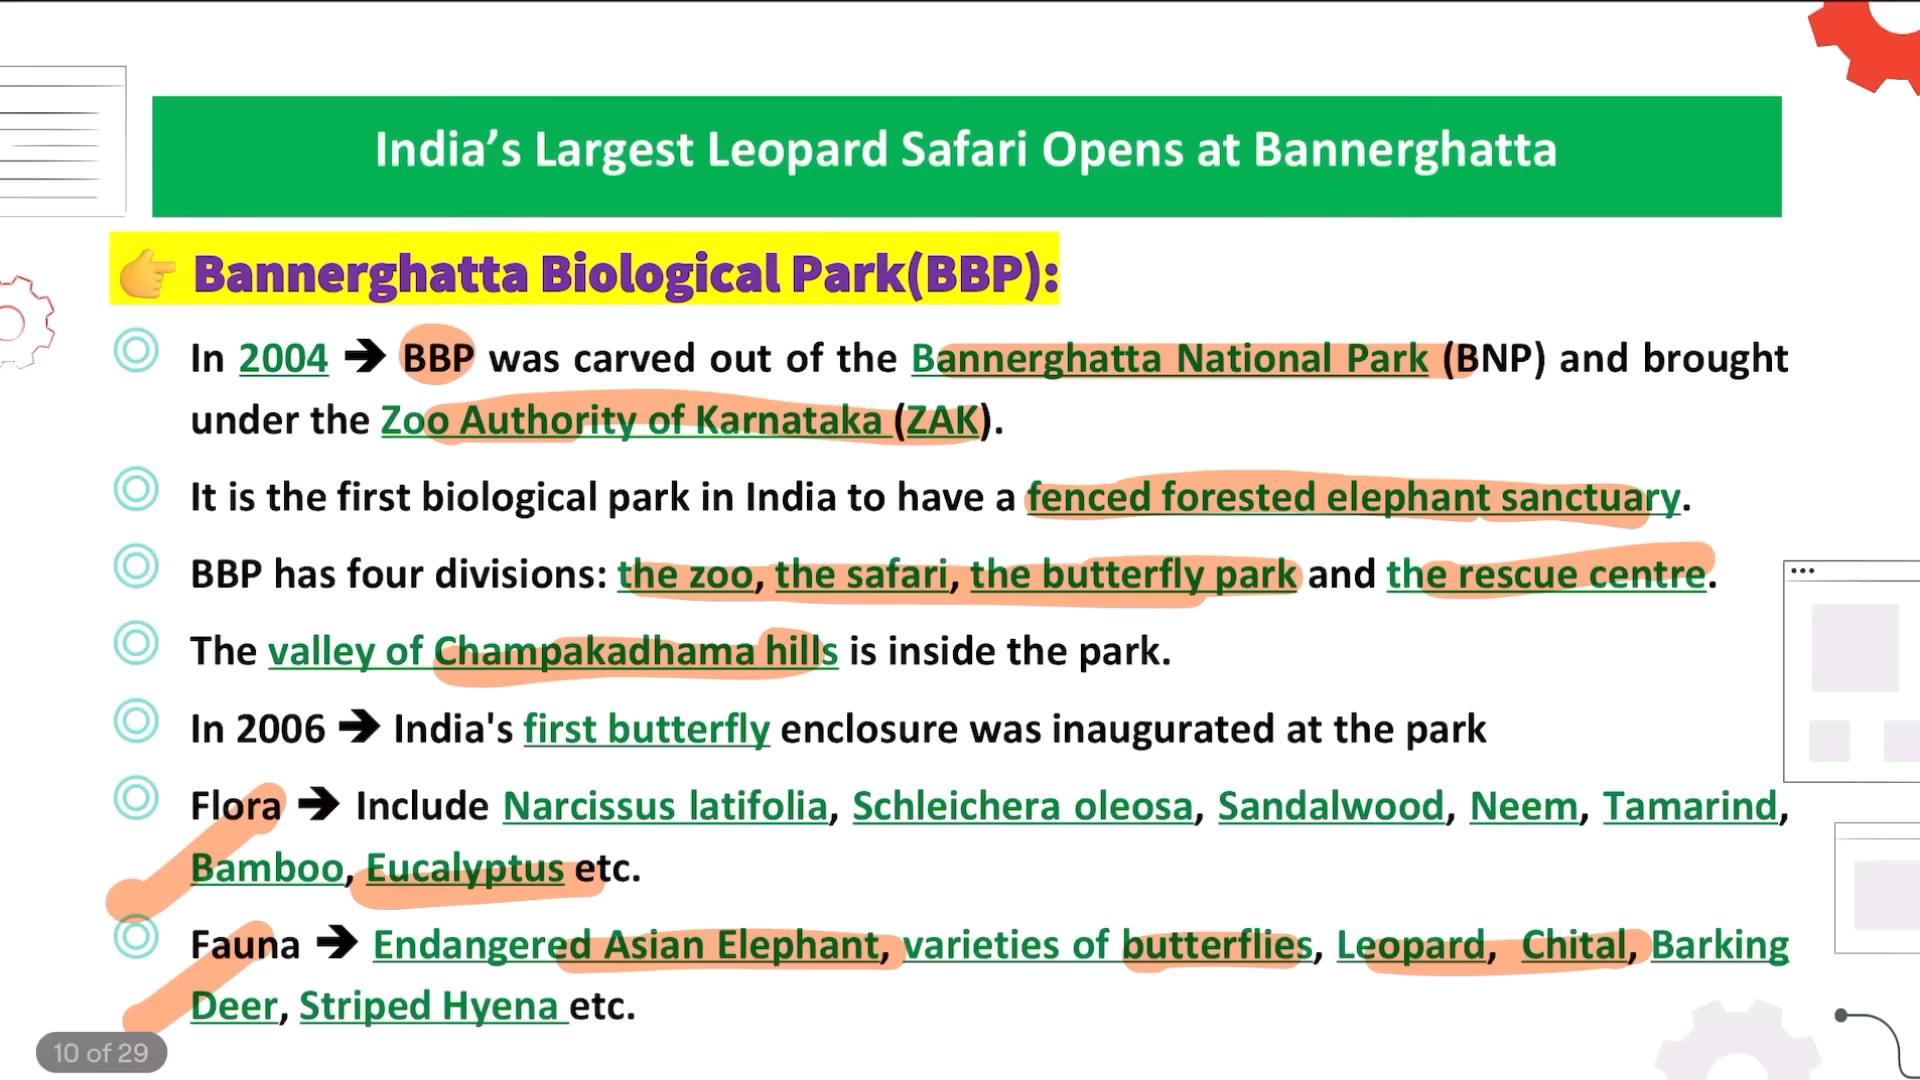 India’s Largest Leopard Safari Opens at Bannerghatta
👉 Bannerghatta Biological Park(BBP):
In 2004 ➔ BBP was carved out of the Bannerghatta National Park (BNP) and brought
under the Zoo Authority of Karnataka (ZAK).
It is the first biological park in India to have a fenced forested elephant sanctuary.
BBP has four divisions: the zoo, the safari, the butterfly park and the rescue centre.
The valley of Champakadhama hills is inside the park.
In 2006 ➔ India's first butterfly enclosure was inaugurated at the park
Flora ➔ Include Narcissus latifolia, Schleichera oleosa, Sandalwood, Neem, Tamarind,
Bamboo, Eucalyptus etc.
Fauna ➔ Endangered Asian Elephant, varieties of butterflies, Leopard, Chital, Barking
Deer, Striped Hyena etc.
10 of 29